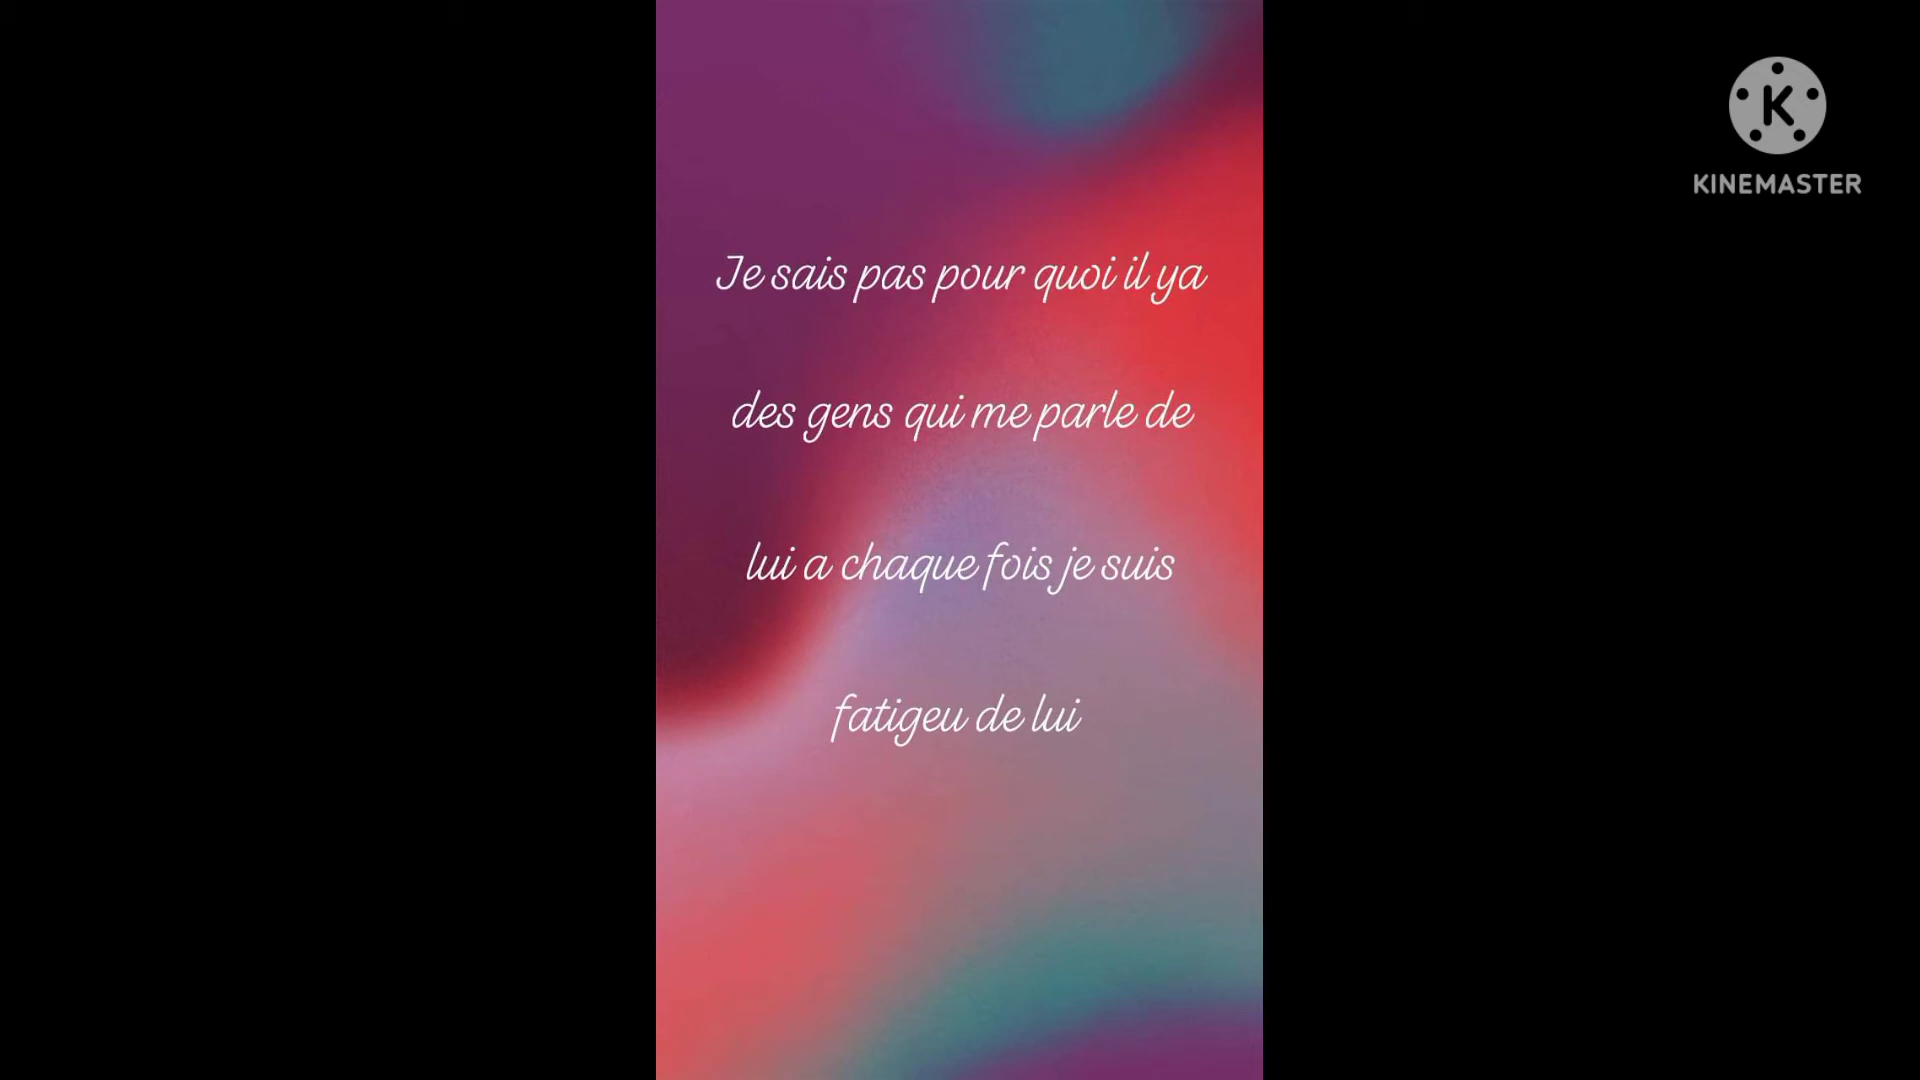 KINEMASTER
Je sais pas pour quoi il ya
des gens qui me parle de
lui a chaque fois je suis
fatigeu de lui